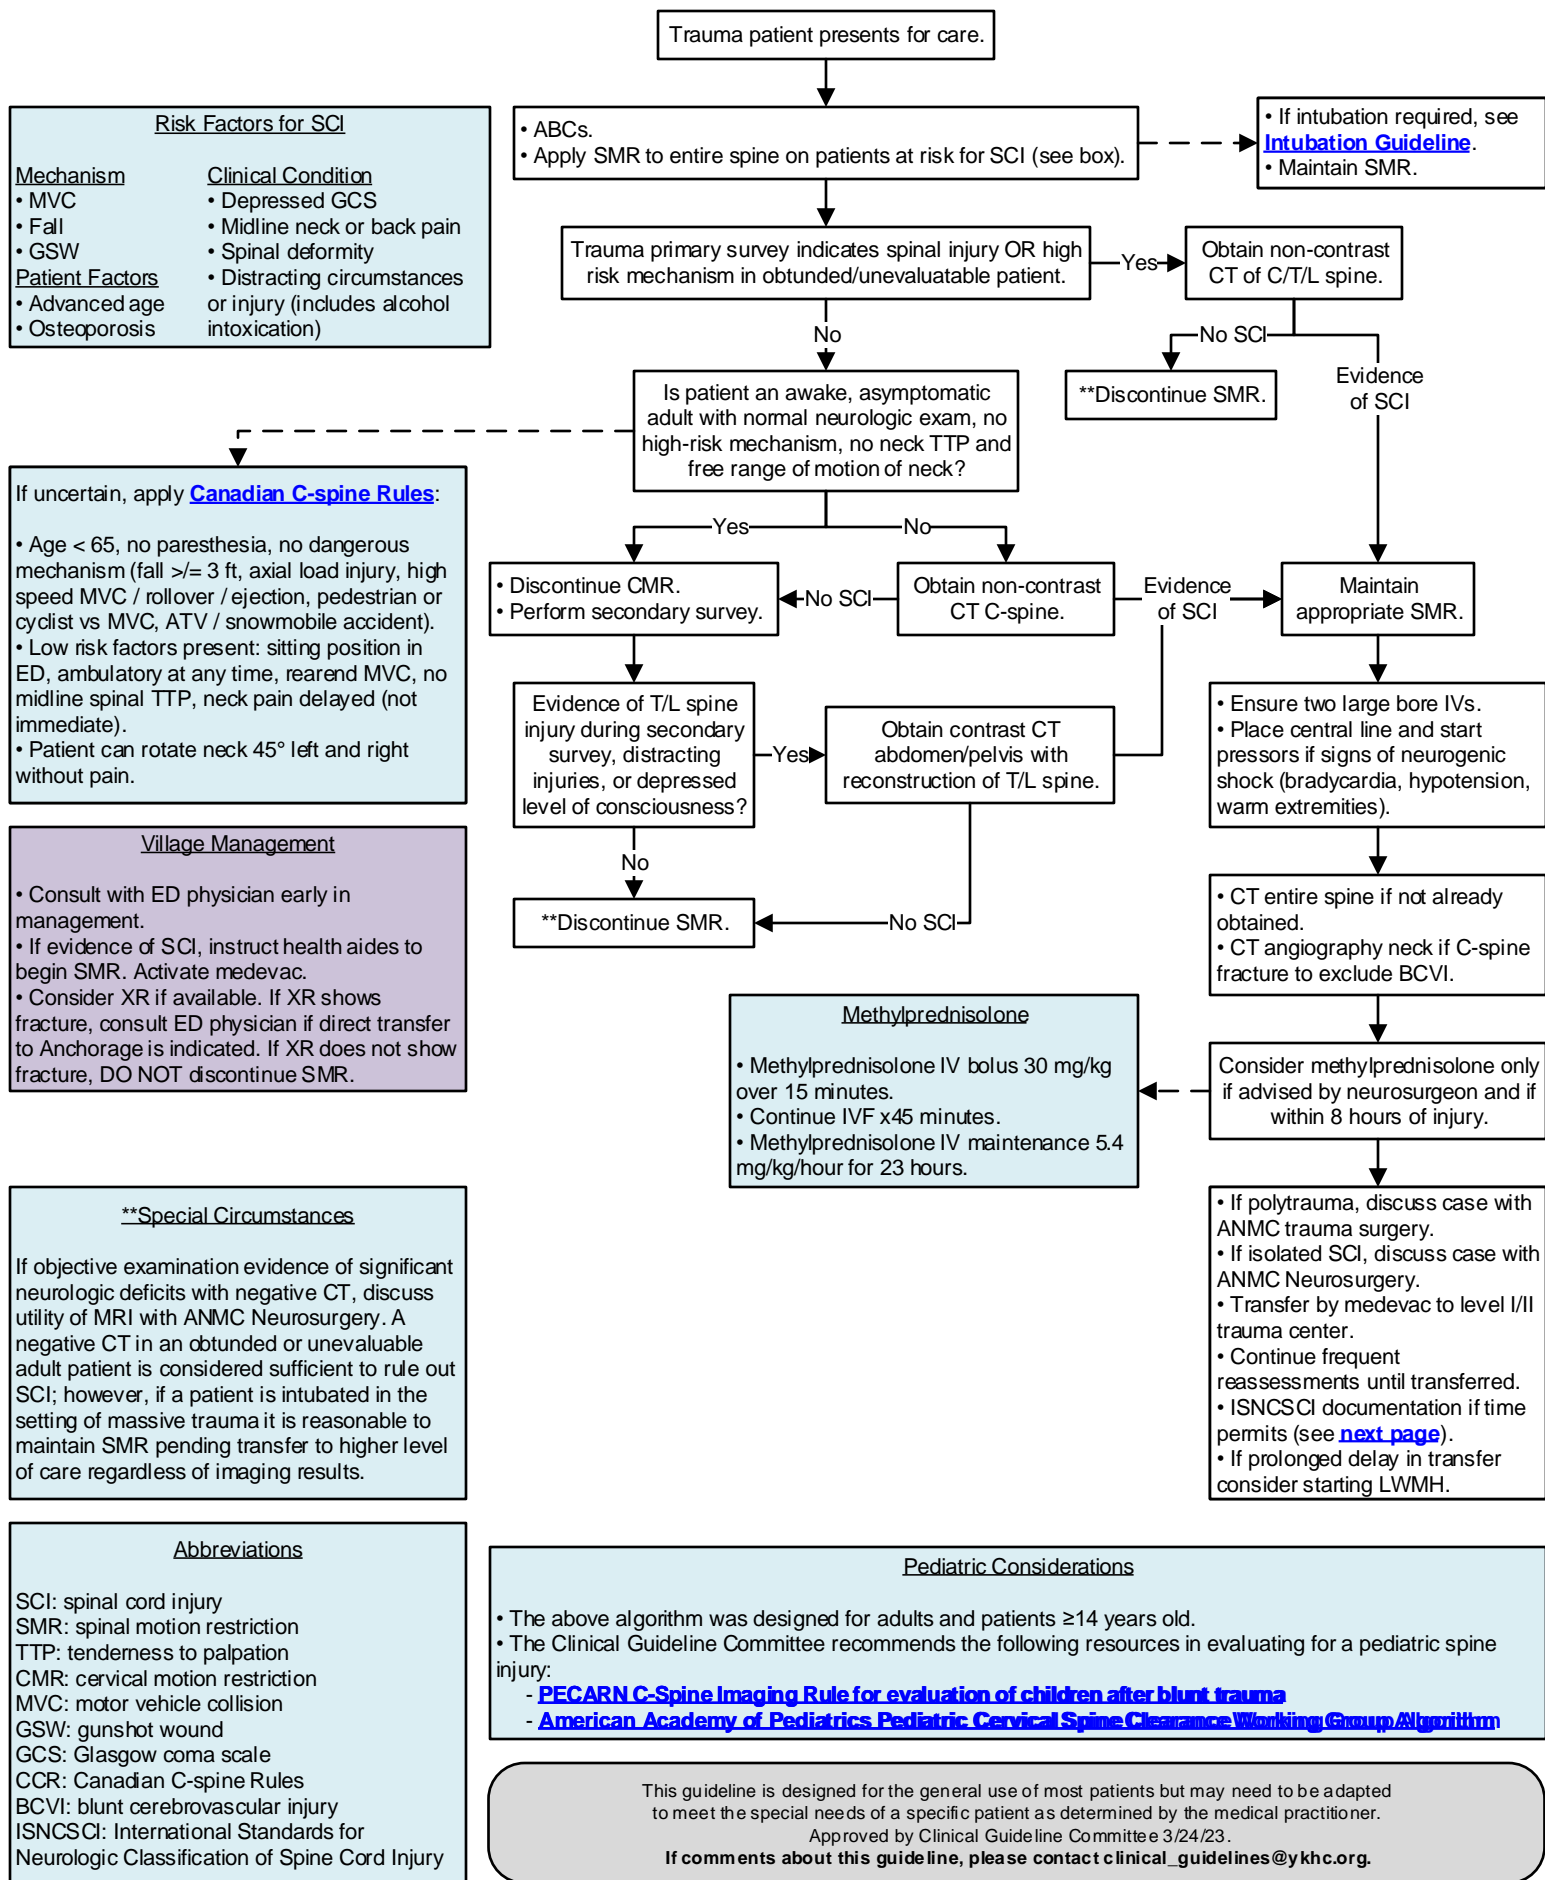 Trauma patient presents for care.
• ABCs.
• Apply SMR to entire spine on patients at risk for SCI (see box).
• If intubation required, see
Intubation Guideline.
• Maintain SMR.
Risk Factors for SCI
Mechanism
• MVC
• Fall
• GSW
Patient Factors
• Advanced age
• Osteoporosis
Clinical Condition
• Depressed GCS
• Midline neck or back pain
• Spinal deformity
• Distracting circumstances
or injury (includes alcohol
intoxication)
Trauma primary survey indicates spinal injury OR high
risk mechanism in obtunded/unevaluatable patient.
Yes
Obtain non-contrast
CT of C/T/L spine.
No
No SCI
Evidence
of SCI
**Discontinue SMR.
Is patient an awake, asymptomatic
adult with normal neurologic exam, no
high-risk mechanism, no neck TTP and
free range of motion of neck?
If uncertain, apply Canadian C-spine Rules:
• Age < 65, no paresthesia, no dangerous
mechanism (fall >/= 3 ft, axial load injury, high
speed MVC / rollover / ejection, pedestrian or
cyclist vs MVC, ATV / snowmobile accident).
• Low risk factors present: sitting position in
ED, ambulatory at any time, rearend MVC, no
midline spinal TTP, neck pain delayed (not
immediate).
• Patient can rotate neck 45° left and right
without pain.
Yes
No
• Discontinue CMR.
• Perform secondary survey.
No SCI
Obtain non-contrast
CT C-spine.
Evidence
of SCI
Maintain
appropriate SMR.
Evidence of T/L spine
injury during secondary
survey, distracting
injuries, or depressed
level of consciousness?
Yes
Obtain contrast CT
abdomen/pelvis with
reconstruction of T/L spine.
• Ensure two large bore IVs.
• Place central line and start
pressors if signs of neurogenic
shock (bradycardia, hypotension,
warm extremities).
No
**Discontinue SMR.
No SCI
Village Management
• Consult with ED physician early in
management.
• If evidence of SCI, instruct health aides to
begin SMR. Activate medevac.
• Consider XR if available. If XR shows
fracture, consult ED physician if direct transfer
to Anchorage is indicated. If XR does not show
fracture, DO NOT discontinue SMR.
• CT entire spine if not already
obtained.
• CT angiography neck if C-spine
fracture to exclude BCVI.
Methylprednisolone
• Methylprednisolone IV bolus 30 mg/kg
over 15 minutes.
• Continue IVF x45 minutes.
• Methylprednisolone IV maintenance 5.4
mg/kg/hour for 23 hours.
Consider methylprednisolone only
if advised by neurosurgeon and if
within 8 hours of injury.
**Special Circumstances
If objective examination evidence of significant
neurologic deficits with negative CT, discuss
utility of MRI with ANMC Neurosurgery. A
negative CT in an obtunded or unevaluable
adult patient is considered sufficient to rule out
SCI; however, if a patient is intubated in the
setting of massive trauma it is reasonable to
maintain SMR pending transfer to higher level
of care regardless of imaging results.
• If polytrauma, discuss case with
ANMC trauma surgery.
• If isolated SCI, discuss case with
ANMC Neurosurgery.
• Transfer by medevac to level I/II
trauma center.
• Continue frequent
reassessments until transferred.
• ISNCSCI documentation if time
permits (see next page).
• If prolonged delay in transfer
consider starting LWMH.
Abbreviations
SCI: spinal cord injury
SMR: spinal motion restriction
TTP: tenderness to palpation
CMR: cervical motion restriction
MVC: motor vehicle collision
GSW: gunshot wound
GCS: Glasgow coma scale
CCR: Canadian C-spine Rules
BCVI: blunt cerebrovascular injury
ISNCSCI: International Standards for
Neurologic Classification of Spine Cord Injury
Pediatric Considerations
• The above algorithm was designed for adults and patients ≥14 years old.
• The Clinical Guideline Committee recommends the following resources in evaluating for a pediatric spine
injury:
- PECARN C-Spine Imaging Rule for evaluation of children after blunt trauma
- American Academy of Pediatrics Pediatric Cervical Spine Clearance Working Group Algorithm
This guideline is designed for the general use of most patients but may need to be adapted
to meet the special needs of a specific patient as determined by the medical practitioner.
Approved by Clinical Guideline Committee 3/24/23.
If comments about this guideline, please contact clinical_guidelines@ykhc.org.